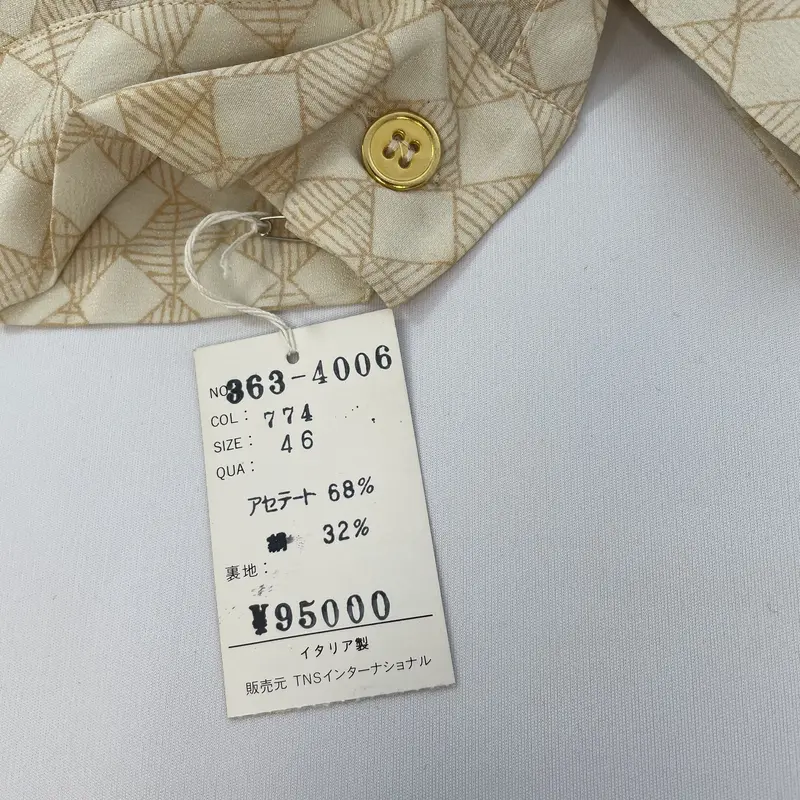 NO 363-4006
COL: 774
SIZE: 46
QUA:
アセテート 68%
絹 32%
裏地:
¥95000
イタリア製
販売元 TNSインターナショナル